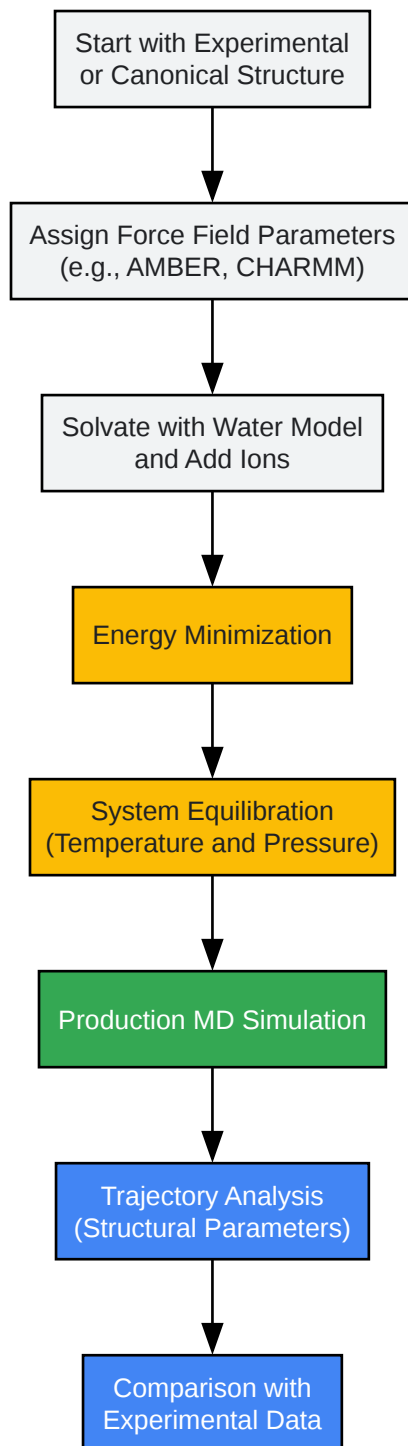 Start with Experimental
or Canonical Structure
Assign Force Field Parameters
(e.g., AMBER, CHARMM)
Solvate with Water Model
and Add Ions
Energy Minimization
System Equilibration
(Temperature and Pressure)
Production MD Simulation
Trajectory Analysis
(Structural Parameters)
Comparison with
Experimental Data